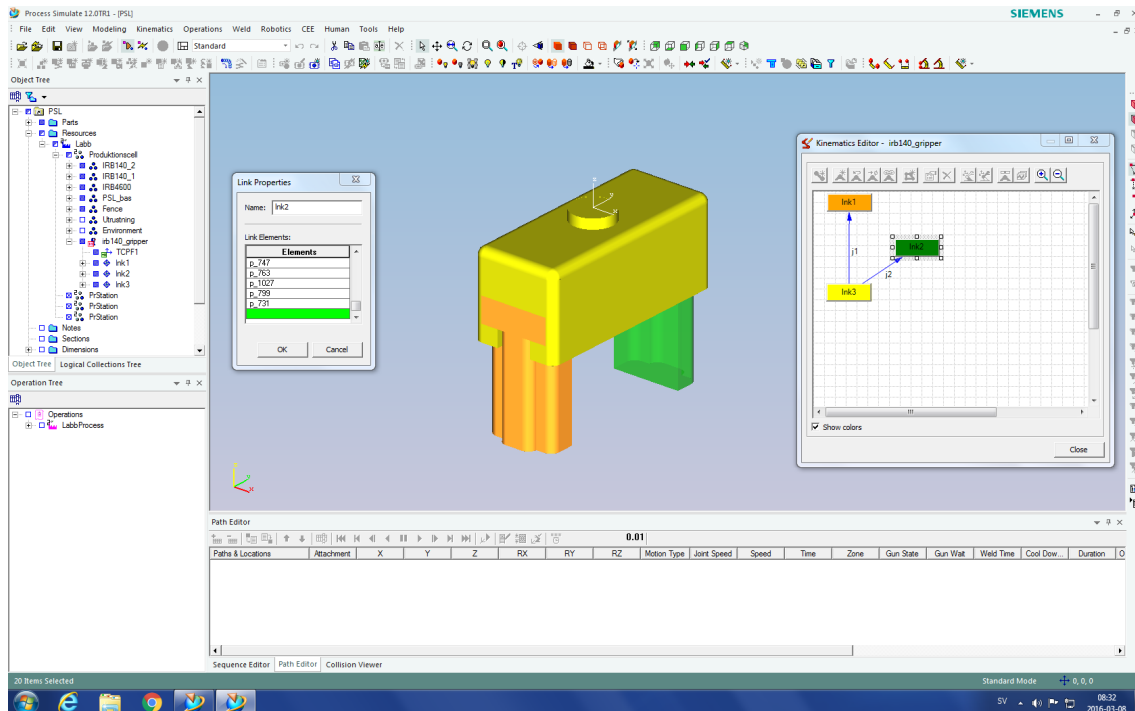 Process Simulate 12.0TR1 - [PSL]
SIEMENS
File Edit View Modeling Kinematics Operations Weld Robotics CEE Human Tools Help
Standard
Object Tree
PSL
Parts
Resources
Labb
Produktionscell
IRB140_2
IRB140_1
IRB4600
PSL_bas
Fence
Utrustning
Environment
irb140_gripper
TCPF1
lnk1
lnk2
lnk3
PrStation
PrStation
PrStation
Notes
Sections
Dimensions
Object Tree Logical Collections Tree
Operation Tree
Operations
LabbProcess
Link Properties
Name: lnk2
Link Elements:
Elements
p_747
p_763
p_1027
p_799
p_731
OK Cancel
Kinematics Editor - irb140_gripper
lnk1
lnk2
j1
j2
lnk3
Show colors
Close
Path Editor
0.01
Paths & Locations Attachment X Y Z RX RY RZ Motion Type Joint Speed Speed Time Zone Gun State Gun Wait Weld Time Cool Dow... Duration O
Sequence Editor Path Editor Collision Viewer
20 Items Selected
Standard Mode 0, 0, 0
SV
08:32
2016-03-08